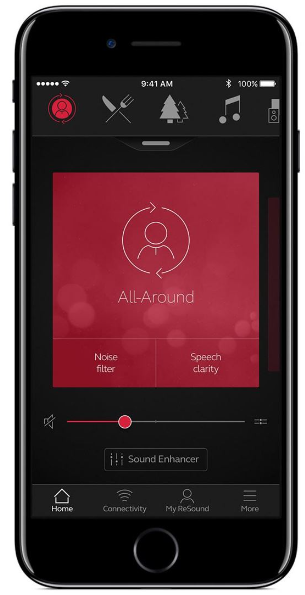 9:41 AM
100%
All-Around
Noise
filter
Speech
clarity
Sound Enhancer
Home
Connectivity
My ReSound
More